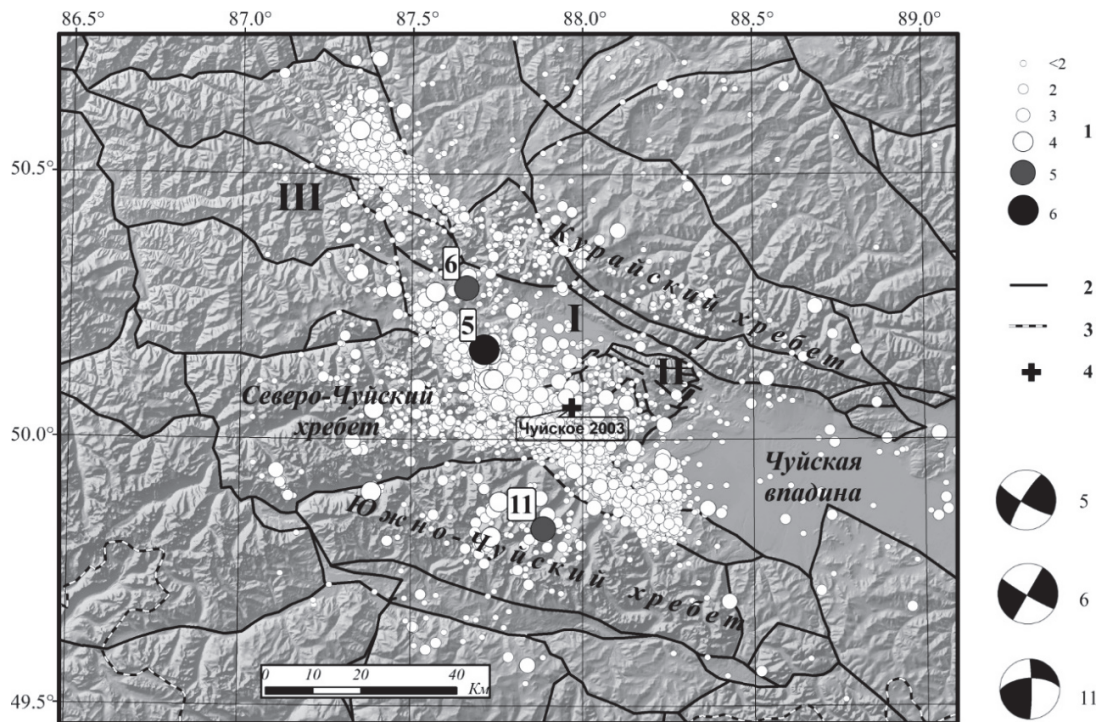 86.5° 87.0° 87.5° 88.0° 88.5° 89.0°
50.5°
50.0°
49.5°
III
6
5
I
II
Курайский хребет
Северо-Чуйский
хребет
Чуйское 2003
Чуйская
впадина
11
Южно-Чуйский хребет
0 10 20 40
Км
<2
2
3
4
5
6
1
2
3
4
5
6
11